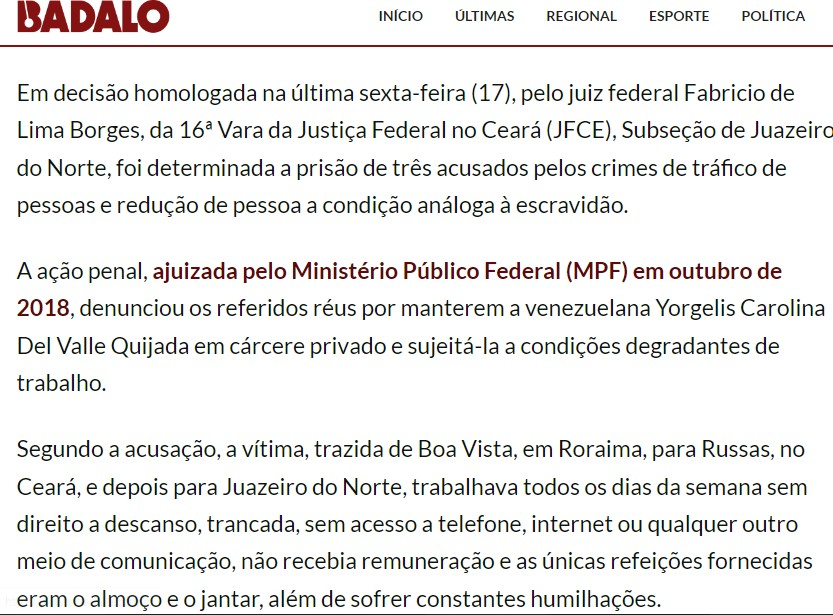 BADALO
INÍCIO ÚLTIMAS REGIONAL ESPORTE POLÍTICA
Em decisão homologada na última sexta-feira (17), pelo juiz federal Fabricio de
Lima Borges, da 16ª Vara da Justiça Federal no Ceará (JFCE), Subseção de Juazeiro
do Norte, foi determinada a prisão de três acusados pelos crimes de tráfico de
pessoas e redução de pessoa a condição análoga à escravidão.
A ação penal, ajuizada pelo Ministério Público Federal (MPF) em outubro de
2018, denunciou os referidos réus por manterem a venezuelana Yorgelis Carolina
Del Valle Quijada em cárcere privado e sujeitá-la a condições degradantes de
trabalho.
Segundo a acusação, a vítima, trazida de Boa Vista, em Roraima, para Russas, no
Ceará, e depois para Juazeiro do Norte, trabalhava todos os dias da semana sem
direito a descanso, trancada, sem acesso a telefone, internet ou qualquer outro
meio de comunicação, não recebia remuneração e as únicas refeições fornecidas
eram o almoço e o jantar, além de sofrer constantes humilhações.